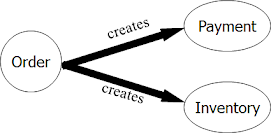 creates
Payment
Order
creates
Inventory